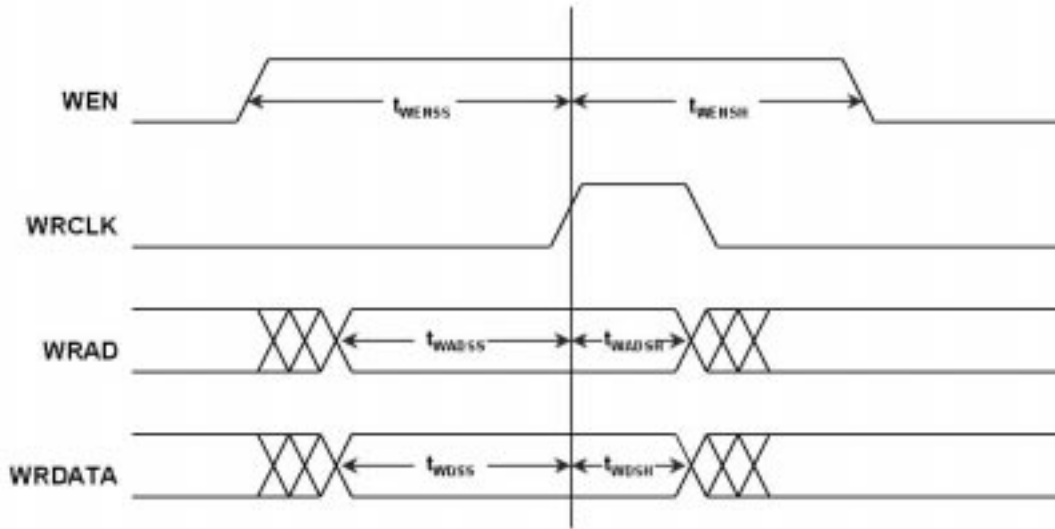 WEN
tWENSS
tWENSH
WRCLK
WRAD
tWADSS
tWADSH
WRDATA
tWDSS
tWDSH